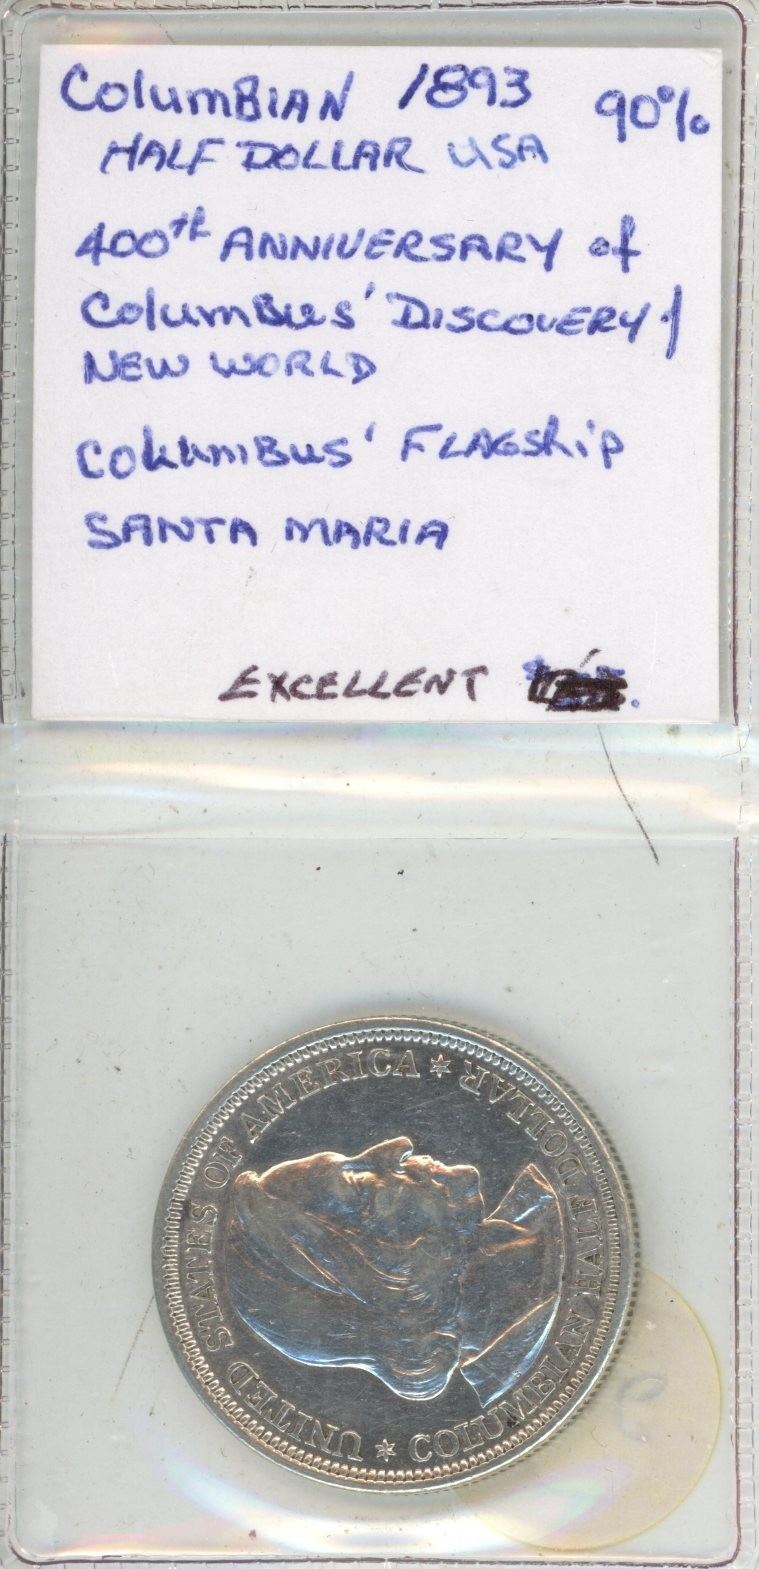 ColumBIAN 1893 90%
HALF DOLLAR USA
400th ANNIVERSARY of
Columbus' DISCOVERY of
NEW WORLD
Columbus' FLAGship
SANTA MARIA
EXCELLENT
UNITED STATES OF AMERICA ★
COLUMBIAN HALF DOLLAR ★
C